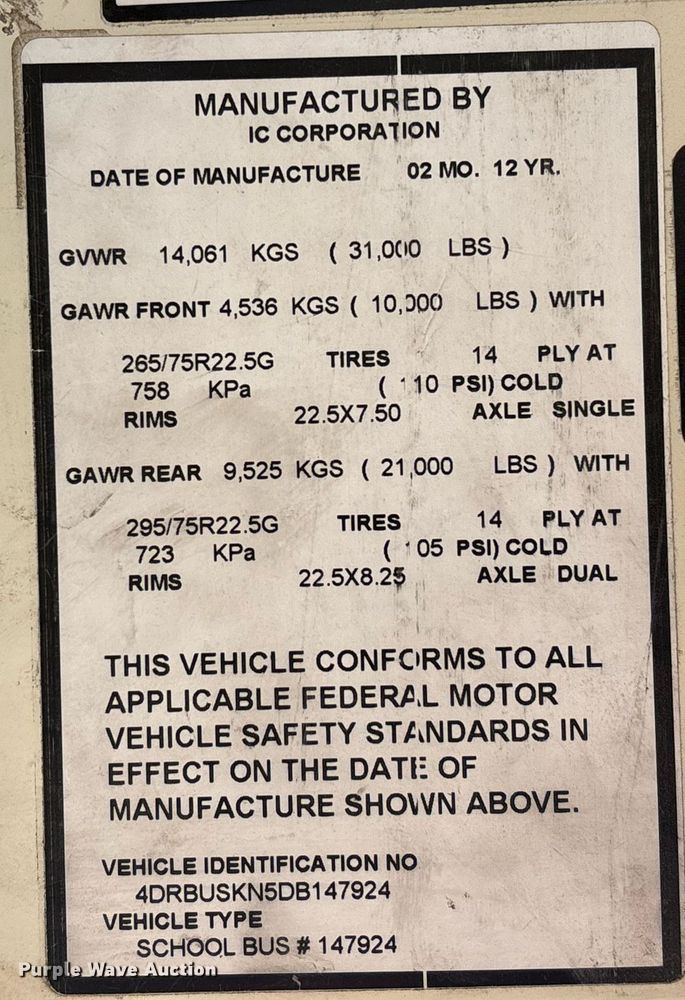 MANUFACTURED BY
IC CORPORATION
DATE OF MANUFACTURE 02 MO. 12 YR.
GVWR 14,061 KGS ( 31,000 LBS )
GAWR FRONT 4,536 KGS ( 10,000 LBS ) WITH
265/75R22.5G TIRES 14 PLY AT
758 KPa ( 110 PSI) COLD
RIMS 22.5X7.50 AXLE SINGLE
GAWR REAR 9,525 KGS ( 21,000 LBS ) WITH
295/75R22.5G TIRES 14 PLY AT
723 KPa ( 105 PSI) COLD
RIMS 22.5X8.25 AXLE DUAL
THIS VEHICLE CONFORMS TO ALL
APPLICABLE FEDERAL MOTOR
VEHICLE SAFETY STANDARDS IN
EFFECT ON THE DATE OF
MANUFACTURE SHOWN ABOVE.
VEHICLE IDENTIFICATION NO
4DRBUSKN5DB147924
VEHICLE TYPE
SCHOOL BUS # 147924
Purple Wave Auction